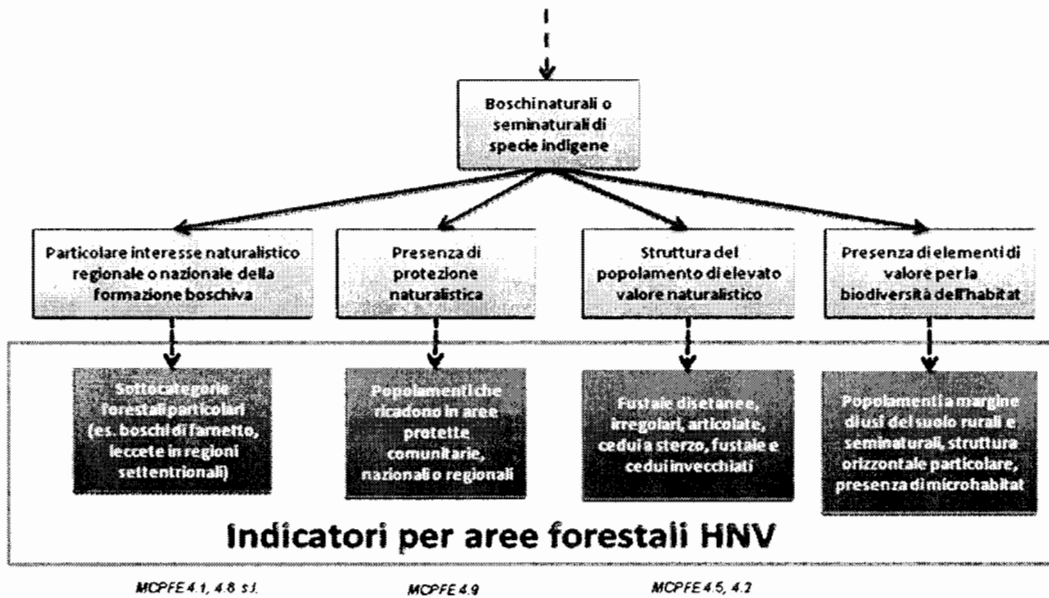 Boschi naturali o
seminaturali di
specie indigene
Particolare interesse naturalistico
regionale o nazionale della
formazione boschiva
Presenza di
protezione
naturalistica
Struttura del
popolamento di elevato
valore naturalistico
Presenza di elementi di
valore per la
biodiversità dell'habitat
Sottocategorie
forestali particolari
(es. boschi di farnetto,
leccete in regioni
settentrionali)
Popolamenti che
ricadono in aree
protette
comunitarie,
nazionali o regionali
Fustaie disetanee,
irregolari, articolate,
cedui a sterzo, fustaie e
cedui invecchiati
Popolamenti a margine
di usi del suolo rurali e
seminaturali, struttura
orizzontale particolare,
presenza di microhabitat
Indicatori per aree forestali HNV
MCPFE 4.1, 4.8 s.l.
MCPFE 4.9
MCPFE 4.5, 4.2